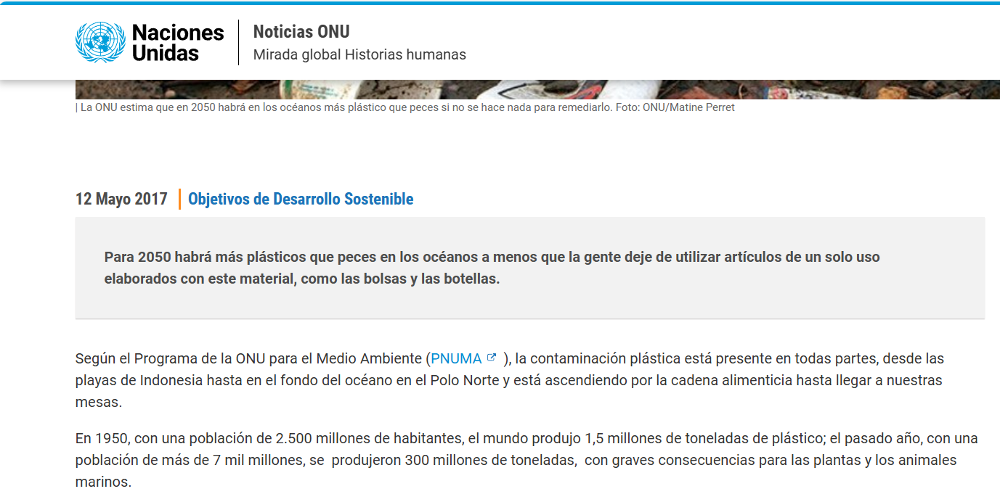 Naciones
Unidas
Noticias ONU
Mirada global Historias humanas
| La ONU estima que en 2050 habrá en los océanos más plástico que peces si no se hace nada para remediarlo. Foto: ONU/Matine Perret
12 Mayo 2017 | Objetivos de Desarrollo Sostenible
Para 2050 habrá más plásticos que peces en los océanos a menos que la gente deje de utilizar artículos de un solo uso
elaborados con este material, como las bolsas y las botellas.
Según el Programa de la ONU para el Medio Ambiente (PNUMA ), la contaminación plástica está presente en todas partes, desde las
playas de Indonesia hasta en el fondo del océano en el Polo Norte y está ascendiendo por la cadena alimenticia hasta llegar a nuestras
mesas.
En 1950, con una población de 2.500 millones de habitantes, el mundo produjo 1,5 millones de toneladas de plástico; el pasado año, con una
población de más de 7 mil millones, se  produjeron 300 millones de toneladas,  con graves consecuencias para las plantas y los animales
marinos.